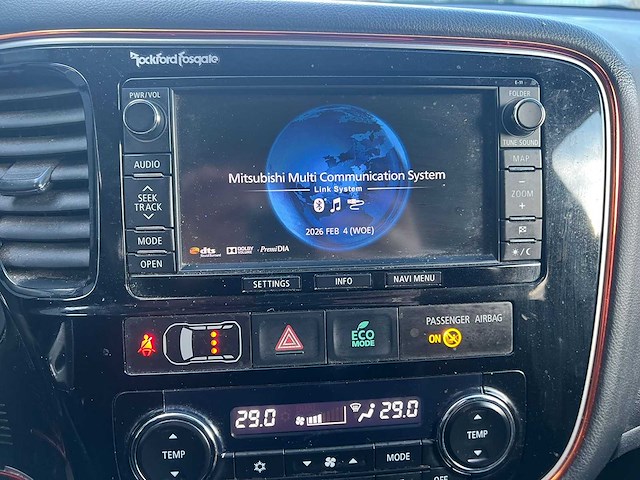 Rockford Fosgate
E-11
PWR/VOL
FOLDER
TUNE SOUND
AUDIO
MAP
SEEK
TRACK
ZOOM
MODE
OPEN
Mitsubishi Multi Communication System
Link System
2026 FEB 4 (WOE)
dts
DOLBY
PremiDIA
SETTINGS
INFO
NAVI MENU
ECO
MODE
PASSENGER AIRBAG
ON
29.0
29.0
TEMP
MODE
TEMP
OFF